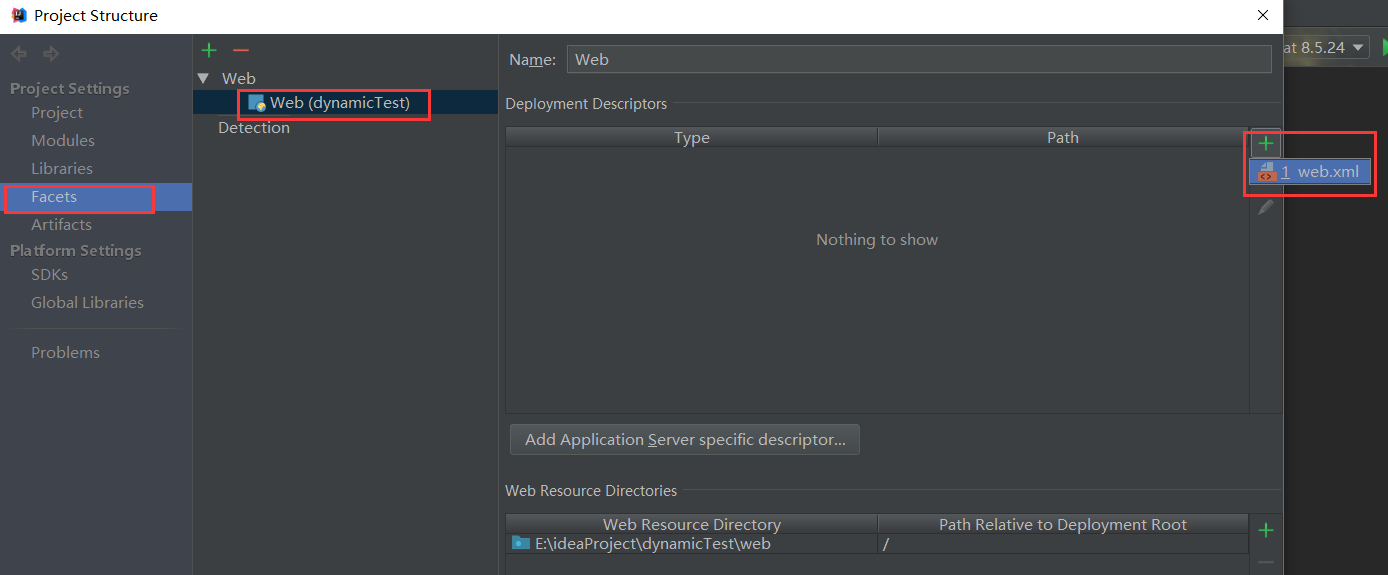 Project Structure
at 8.5.24
Project Settings
Project
Modules
Libraries
Facets
Artifacts
Platform Settings
SDKs
Global Libraries
Problems
Web
Web (dynamicTest)
Detection
Name: Web
Deployment Descriptors
Type Path
1 web.xml
Nothing to show
Add Application Server specific descriptor...
Web Resource Directories
Web Resource Directory Path Relative to Deployment Root
E:\ideaProject\dynamicTest\web /